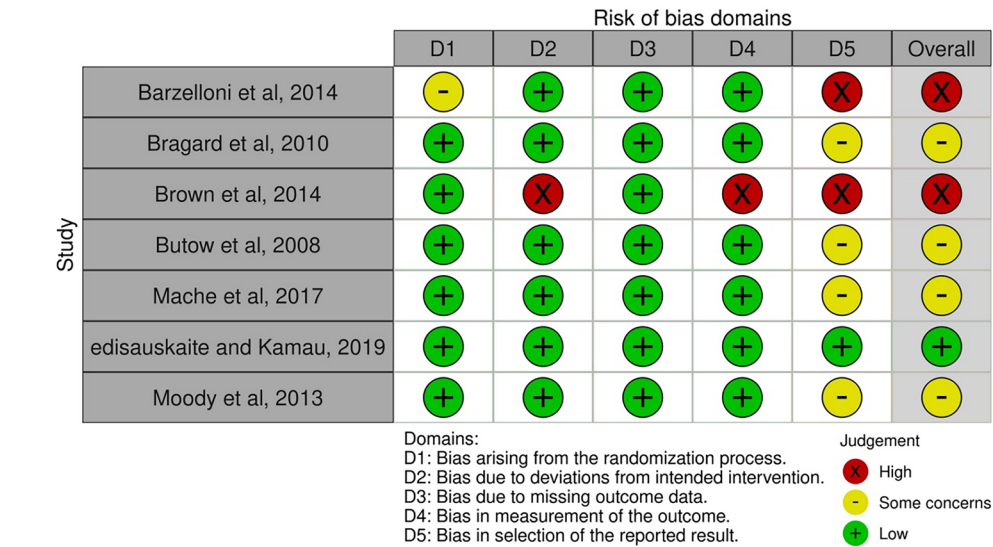 Risk of bias domains
D1 D2 D3 D4 D5 Overall
Study
Barzelloni et al, 2014 - + + + X X
Bragard et al, 2010 + + + + - -
Brown et al, 2014 + X + X X X
Butow et al, 2008 + + + + - -
Mache et al, 2017 + + + + - -
edisauskaite and Kamau, 2019 + + + + + +
Moody et al, 2013 + + + + - -
Domains:
D1: Bias arising from the randomization process.
D2: Bias due to deviations from intended intervention.
D3: Bias due to missing outcome data.
D4: Bias in measurement of the outcome.
D5: Bias in selection of the reported result.
Judgement
X High
- Some concerns
+ Low